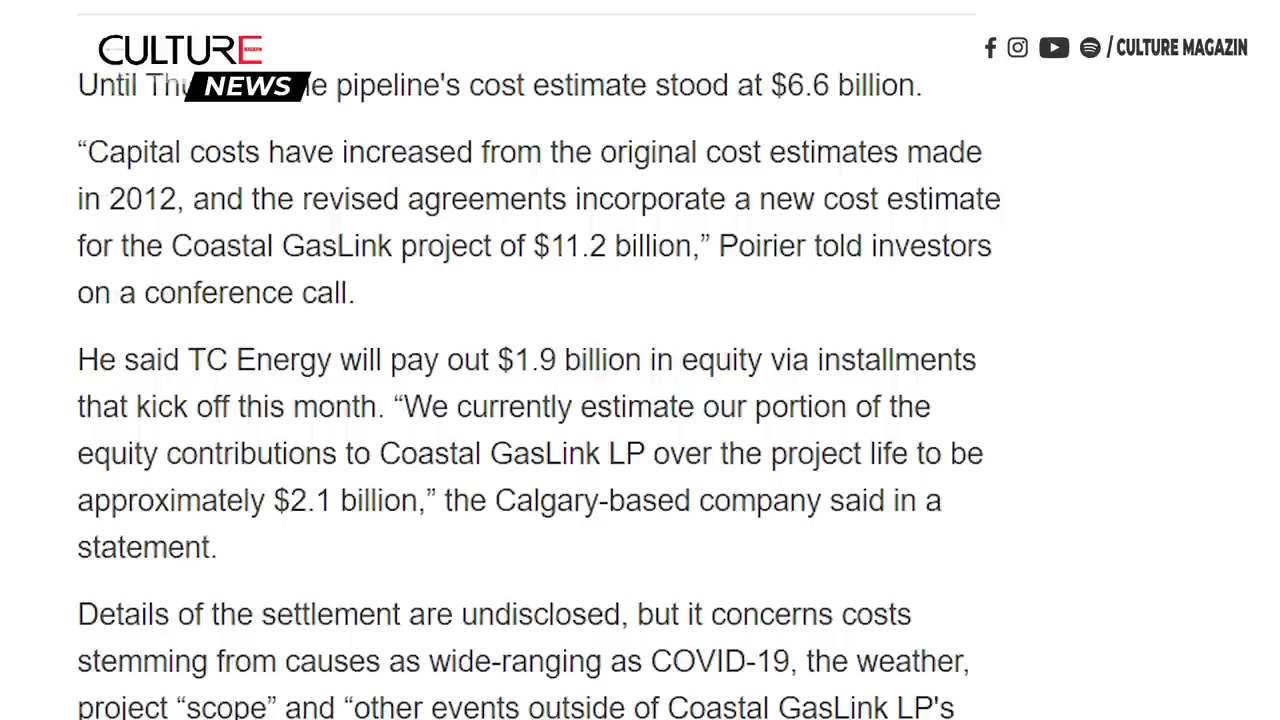 CULTURE
NEWS
/ CULTURE MAGAZIN
Until pipeline's cost estimate stood at $6.6 billion.
“Capital costs have increased from the original cost estimates made
in 2012, and the revised agreements incorporate a new cost estimate
for the Coastal GasLink project of $11.2 billion,” Poirier told investors
on a conference call.
He said TC Energy will pay out $1.9 billion in equity via installments
that kick off this month. “We currently estimate our portion of the
equity contributions to Coastal GasLink LP over the project life to be
approximately $2.1 billion,” the Calgary-based company said in a
statement.
Details of the settlement are undisclosed, but it concerns costs
stemming from causes as wide-ranging as COVID-19, the weather,
project “scope” and “other events outside of Coastal GasLink LP's